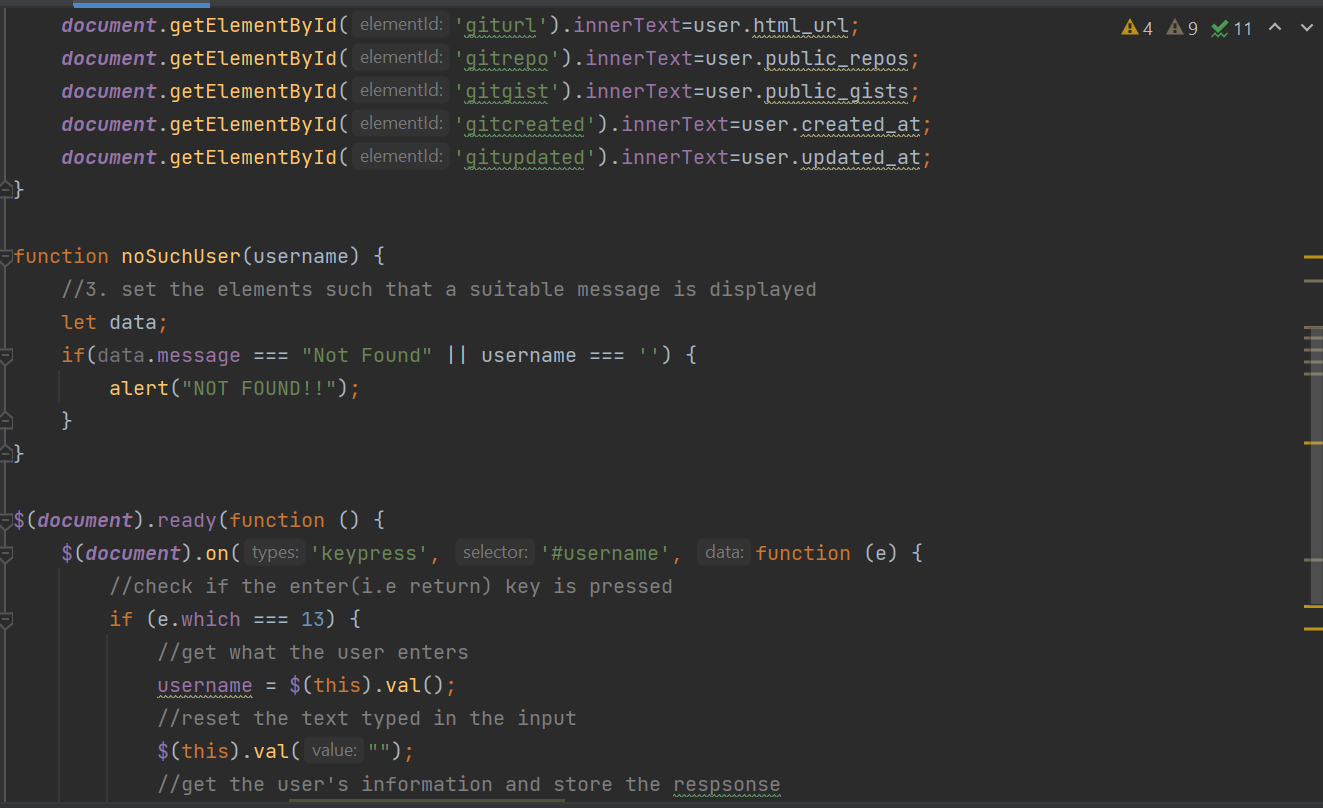 document.getElementById( elementId: 'giturl').innerText=user.html_url;
4 9 11
document.getElementById( elementId: 'gitrepo').innerText=user.public_repos;
document.getElementById( elementId: 'gitgist').innerText=user.public_gists;
document.getElementById( elementId: 'gitcreated').innerText=user.created_at;
document.getElementById( elementId: 'gitupdated').innerText=user.updated_at;
}
function noSuchUser(username) {
//3. set the elements such that a suitable message is displayed
let data;
if(data.message === "Not Found" || username === '') {
alert("NOT FOUND!!");
}
}
$(document).ready(function () {
$(document).on( types: 'keypress', selector: '#username', data: function (e) {
//check if the enter(i.e return) key is pressed
if (e.which === 13) {
//get what the user enters
username = $(this).val();
//reset the text typed in the input
$(this).val( value: "");
//get the user's information and store the respsonse